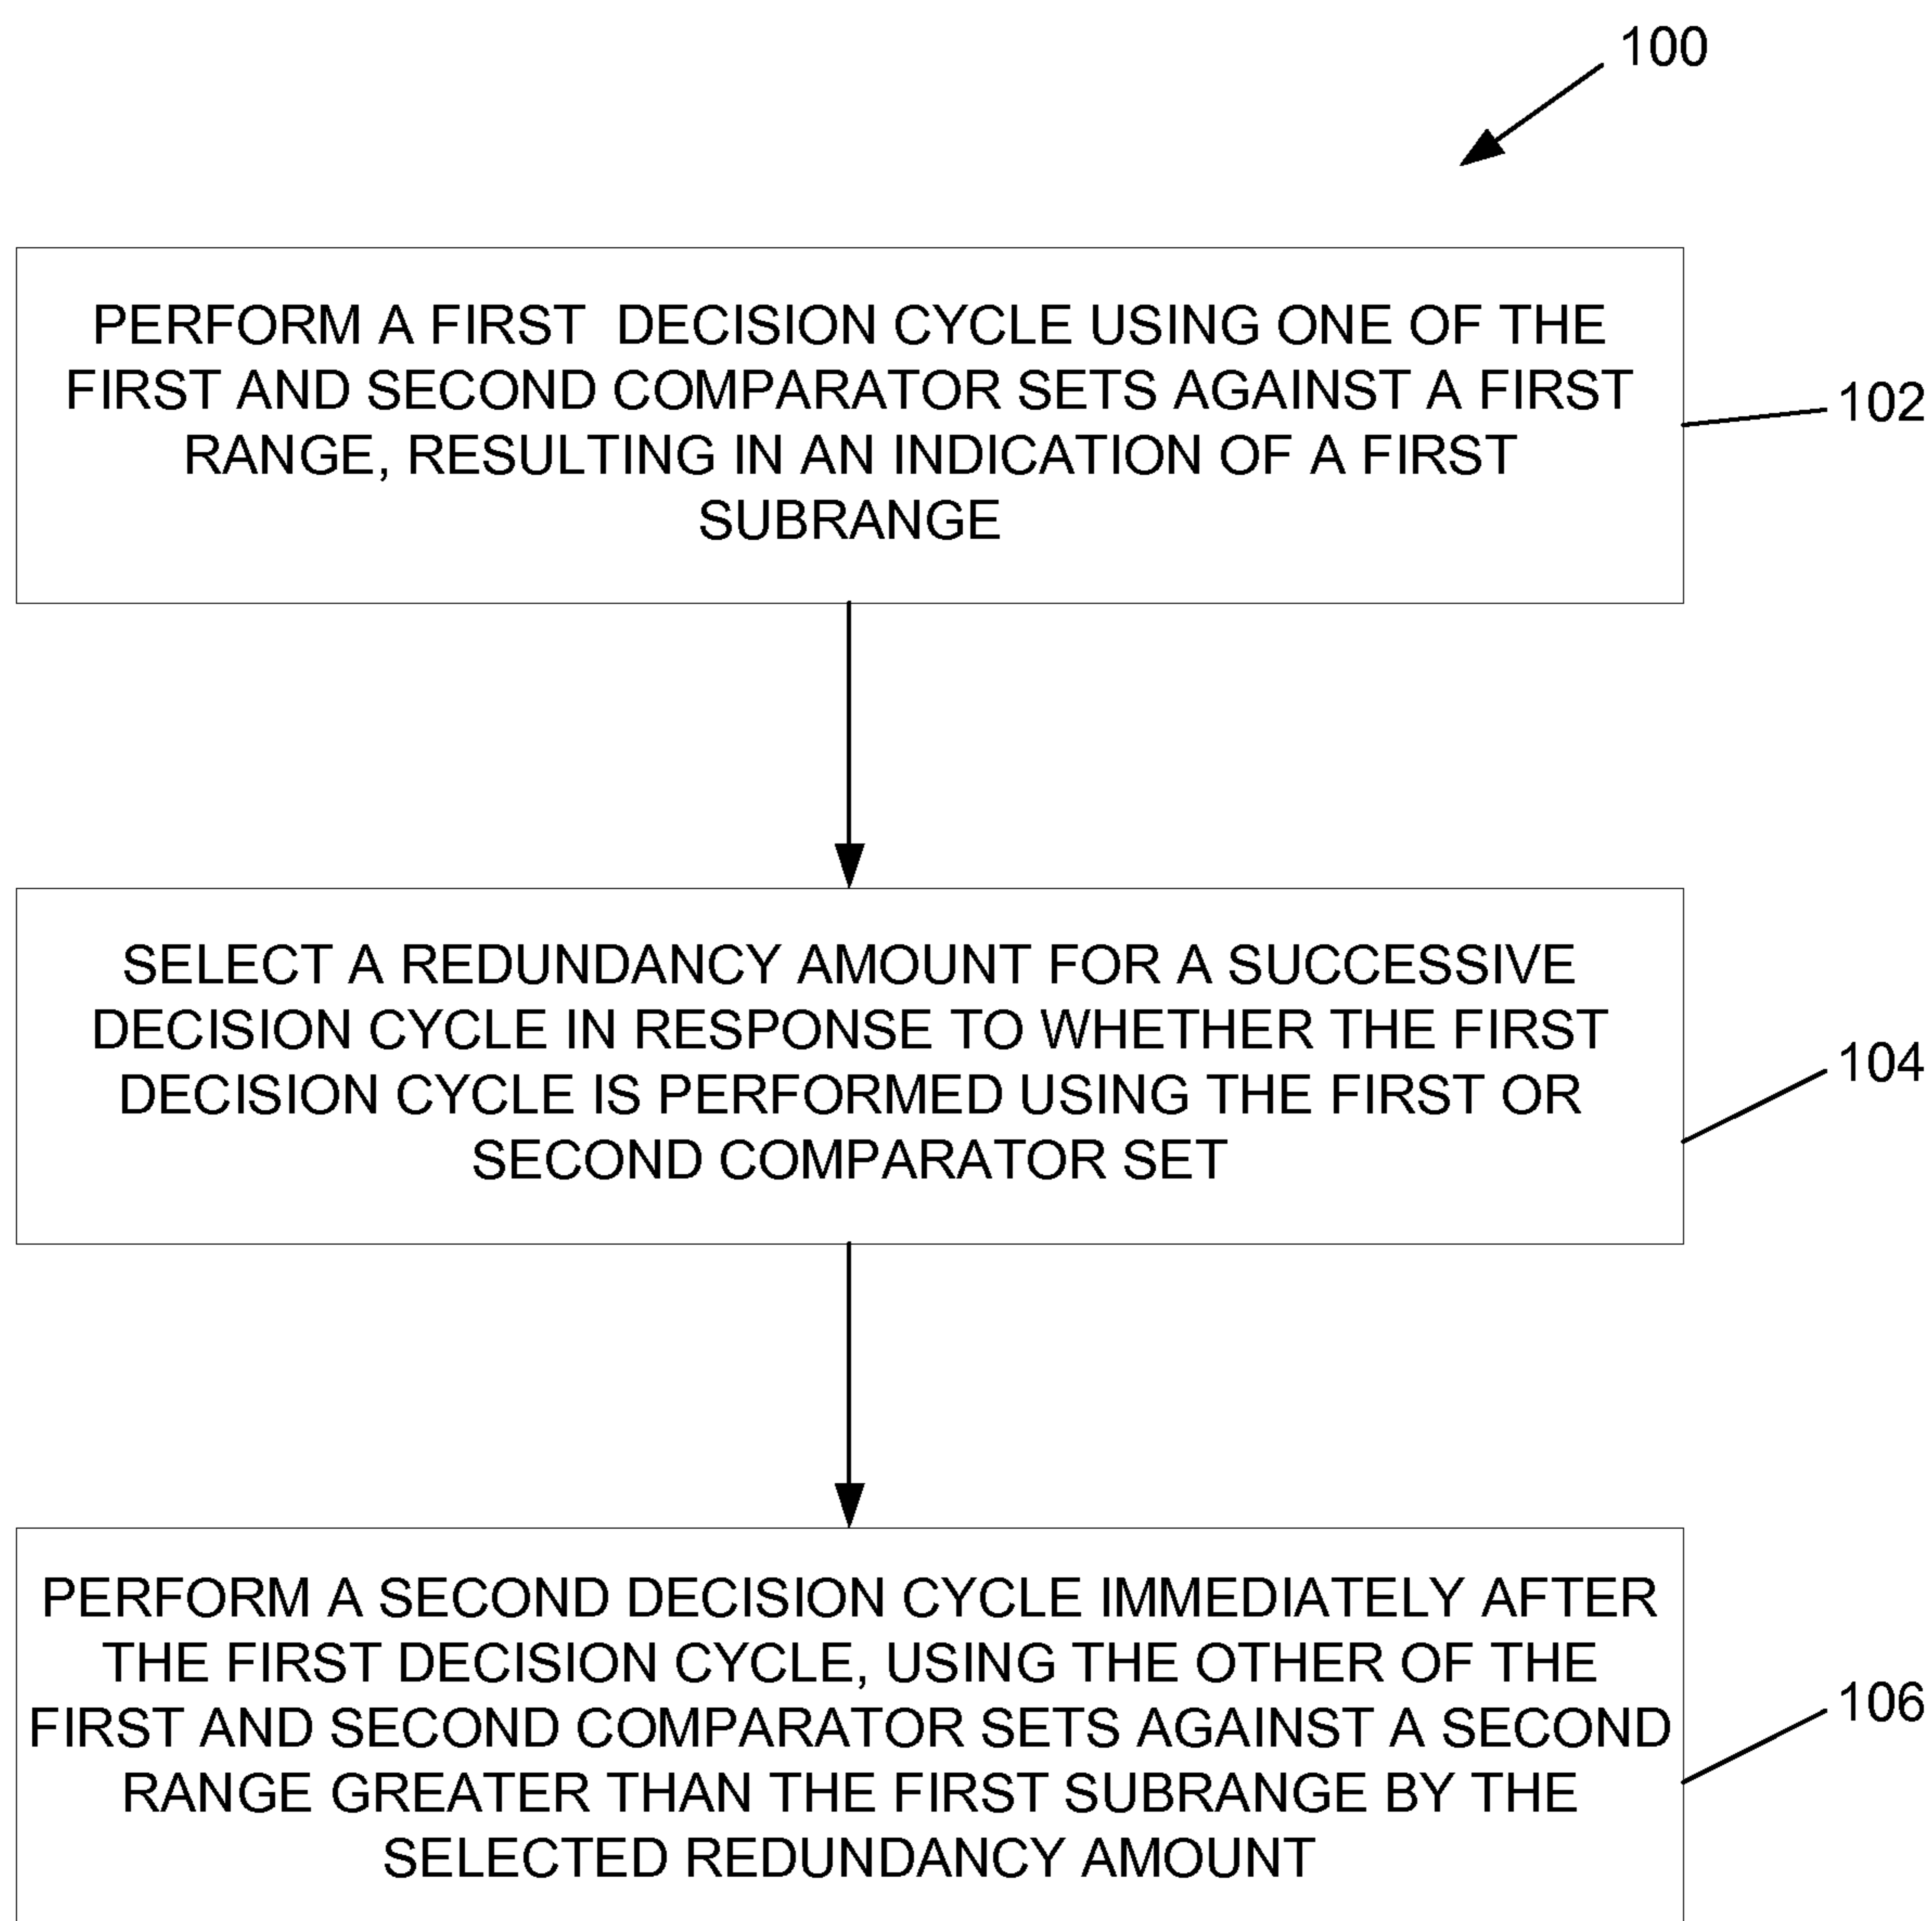 100
PERFORM A FIRST DECISION CYCLE USING ONE OF THE
FIRST AND SECOND COMPARATOR SETS AGAINST A FIRST
RANGE, RESULTING IN AN INDICATION OF A FIRST
SUBRANGE
102
SELECT A REDUNDANCY AMOUNT FOR A SUCCESSIVE
DECISION CYCLE IN RESPONSE TO WHETHER THE FIRST
DECISION CYCLE IS PERFORMED USING THE FIRST OR
SECOND COMPARATOR SET
104
PERFORM A SECOND DECISION CYCLE IMMEDIATELY AFTER
THE FIRST DECISION CYCLE, USING THE OTHER OF THE
FIRST AND SECOND COMPARATOR SETS AGAINST A SECOND
RANGE GREATER THAN THE FIRST SUBRANGE BY THE
SELECTED REDUNDANCY AMOUNT
106